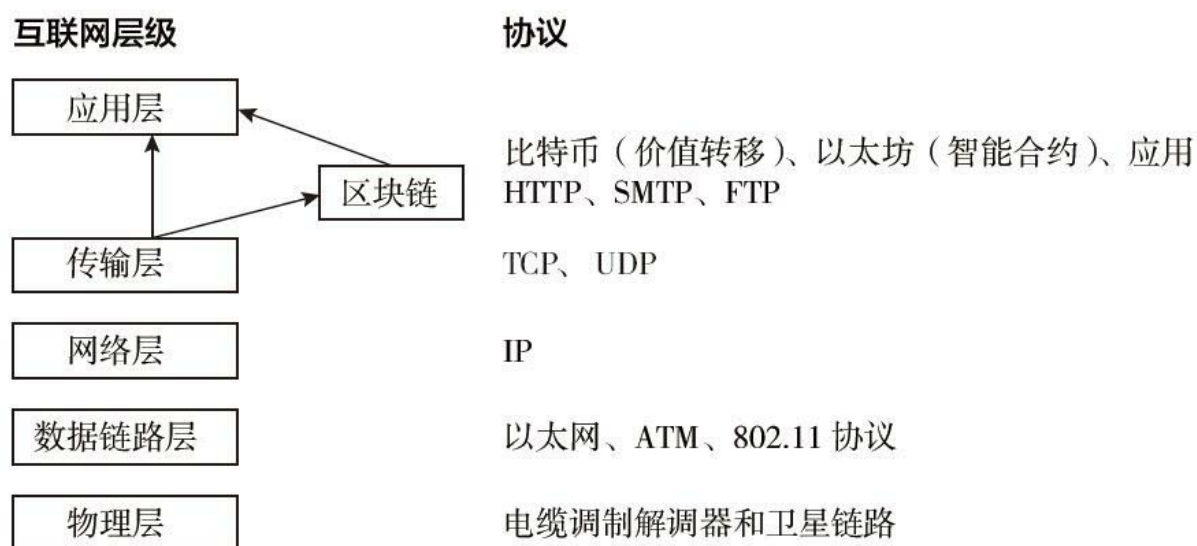 互联网层级 协议
应用层
比特币（价值转移）、以太坊（智能合约）、应用
区块链 HTTP、SMTP、FTP
传输层 TCP、 UDP
网络层 IP
数据链路层 以太网、ATM、802.11 协议
物理层 电缆调制解调器和卫星链路